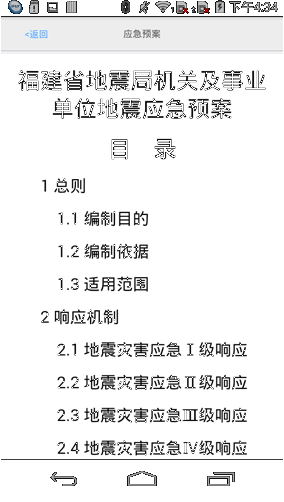 下午4:34
<返回
应急预案
福建省地震局机关及事业
单位地震应急预案
目 录
1 总则
1.1 编制目的
1.2 编制依据
1.3 适用范围
2 响应机制
2.1 地震灾害应急Ⅰ级响应
2.2 地震灾害应急Ⅱ级响应
2.3 地震灾害应急Ⅲ级响应
2.4 地震灾害应急Ⅳ级响应